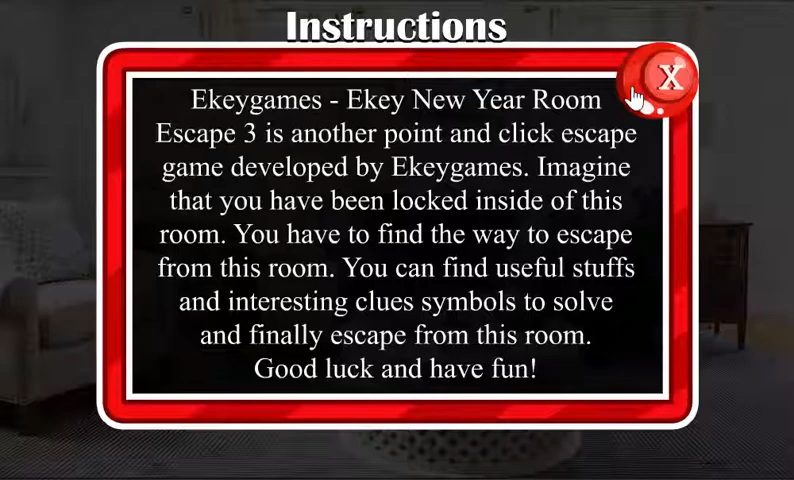 Instructions
X
Ekeygames - Ekey New Year Room
Escape 3 is another point and click escape
game developed by Ekeygames. Imagine
that you have been locked inside of this
room. You have to find the way to escape
from this room. You can find useful stuffs
and interesting clues symbols to solve
and finally escape from this room.
Good luck and have fun!